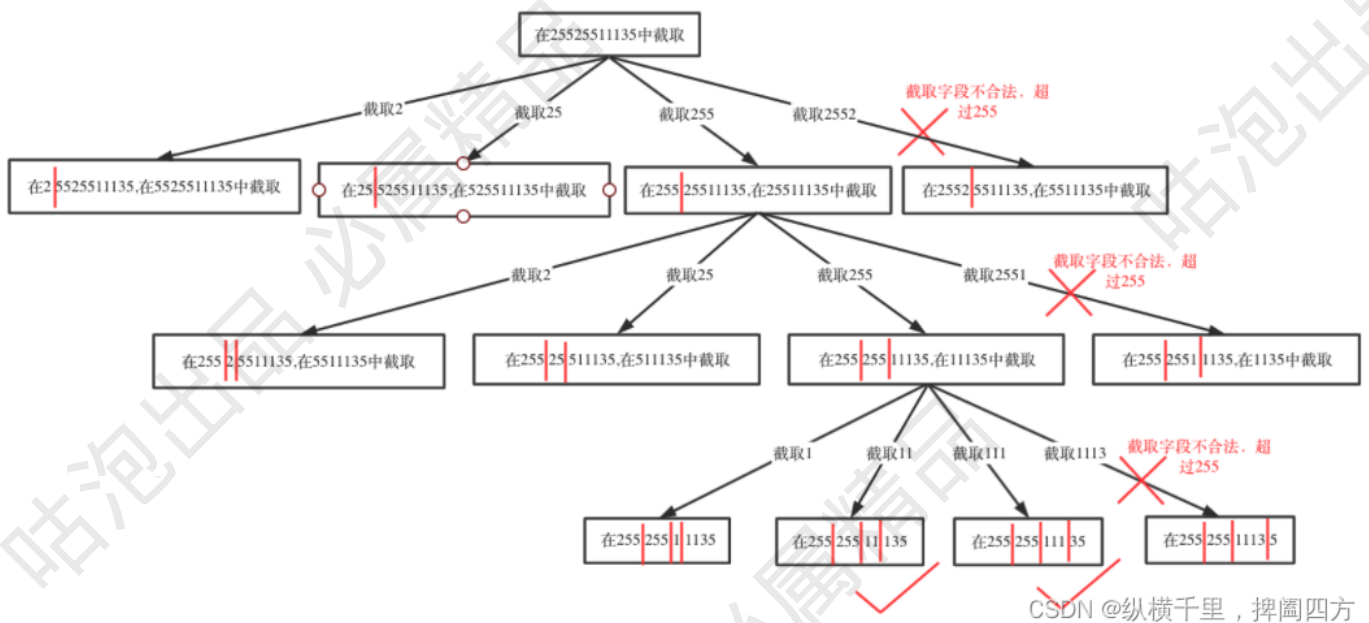 在25525511135中截取
截取2
截取25
截取255
截取2552
截取字段不合法，超
过255
在2 5525511135,在5525511135中截取
在25 525511135,在525511135中截取
在255 25511135,在25511135中截取
在2552 5511135,在5511135中截取
截取2
截取25
截取255
截取2551
截取字段不合法，超
过255
在255 2 5511135,在5511135中截取
在255 25 511135,在511135中截取
在255 255 11135,在11135中截取
在255 2551 1135,在1135中截取
截取1
截取11
截取111
截取1113
截取字段不合法，超
过255
在255 255 1 1135
在255 255 11 135
在255 255 111 35
在255 255 1113 5
咕泡出品 必属精品
咕泡出
属精品
CSDN @纵横千里，捭阖四方